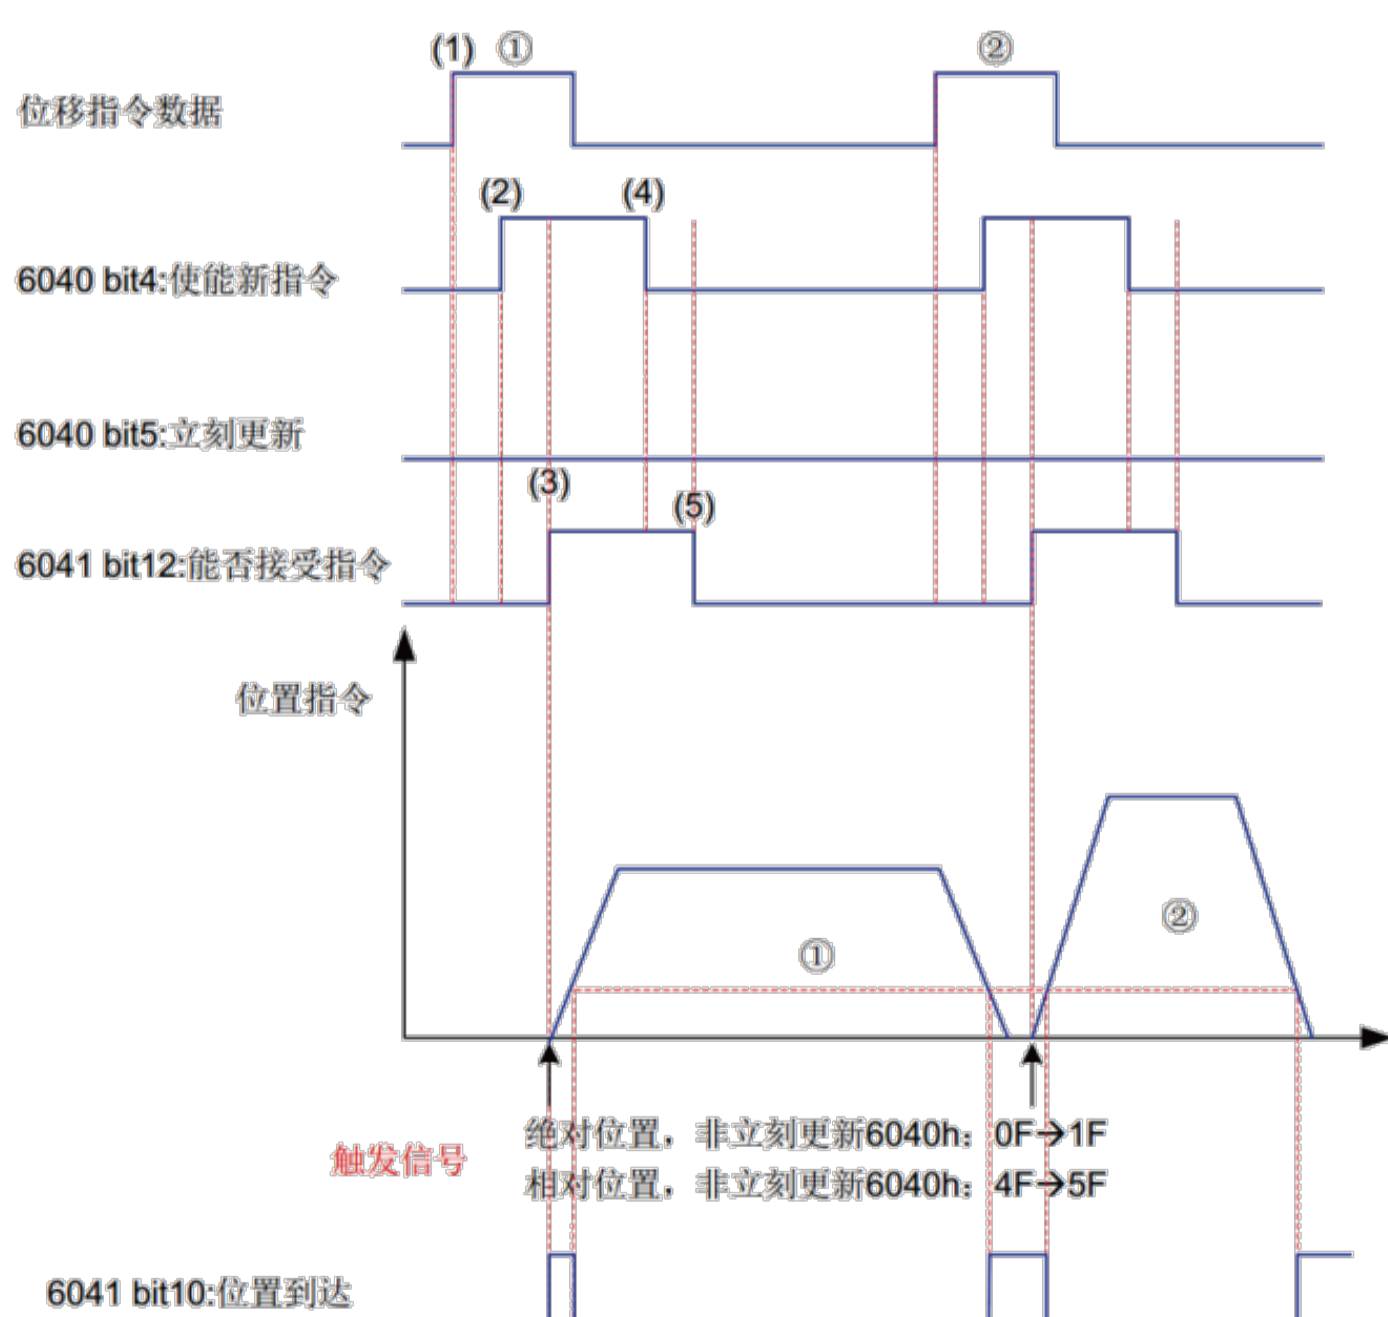 (1) ① ②
位移指令数据
(2) (4)
6040 bit4:使能新指令
6040 bit5:立刻更新
(3)
(5)
6041 bit12:能否接受指令
位置指令
②
①
绝对位置，非立刻更新6040h：0F→1F
触发信号
相对位置，非立刻更新6040h：4F→5F
6041 bit10:位置到达